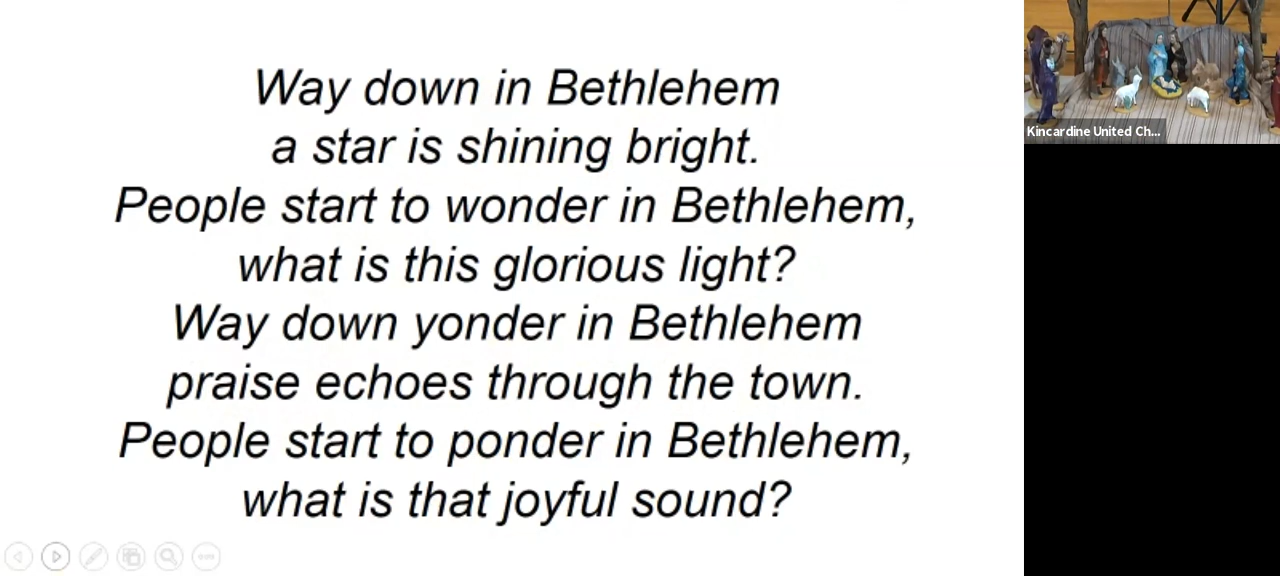 Way down in Bethlehem
a star is shining bright.
People start to wonder in Bethlehem,
what is this glorious light?
Way down yonder in Bethlehem
praise echoes through the town.
People start to ponder in Bethlehem,
what is that joyful sound?
Kincardine United Ch...